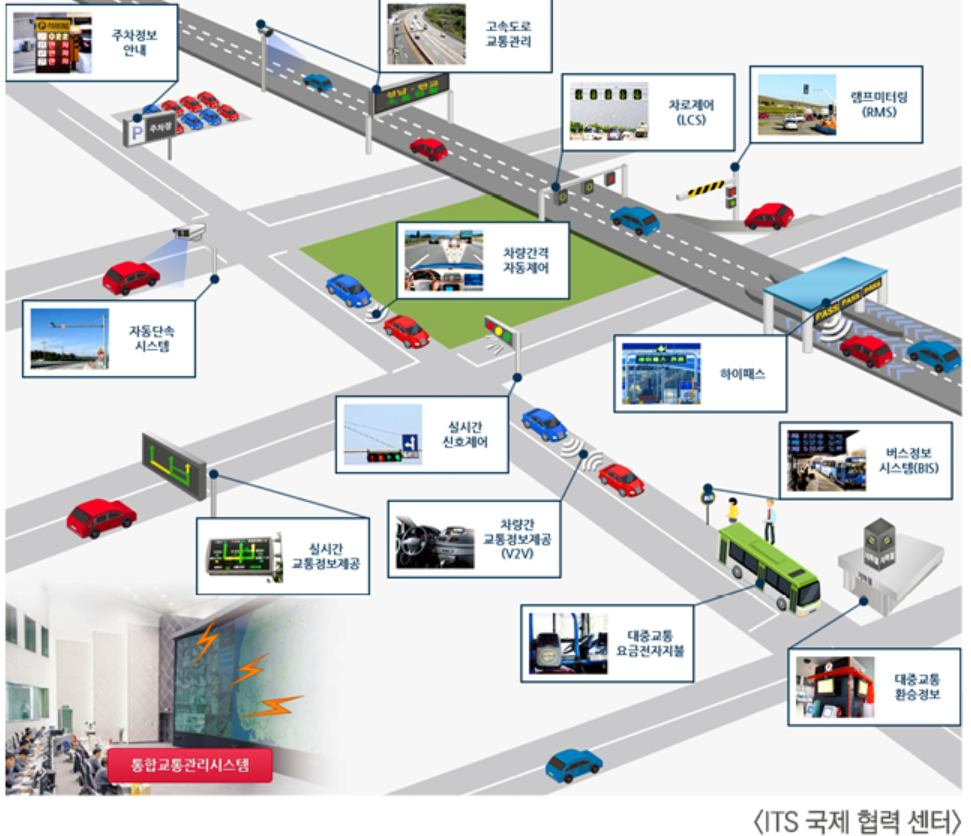 PARKING
주차정보
안내
고속도로
교통관리
차로제어
(LCS)
램프미터링
(RMS)
P 주차장
차량간격
자동제어
자동단속
시스템
PASS PASS PASS
하이패스
실시간
신호제어
버스정보
시스템(BIS)
실시간
교통정보제공
차량간
교통정보제공
(V2V)
대중교통
요금전자지불
대중교통
환승정보
통합교통관리시스템
〈ITS 국제 협력 센터〉